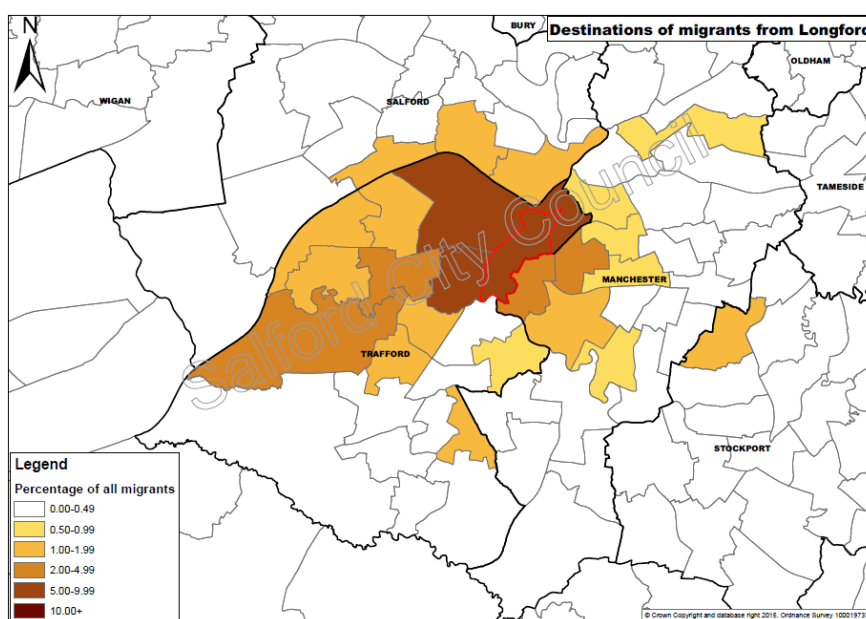 N
BURY
Destinations of migrants from Longford
OLDHAM
WIGAN
SALFORD
TAMESIDE
Salford City Council
MANCHESTER
TRAFFORD
STOCKPORT
Legend
Percentage of all migrants
0.00-0.49
0.50-0.99
1.00-1.99
2.00-4.99
5.00-9.99
10.00+
© Crown Copyright and database right 2015. Ordnance Survey 10001973